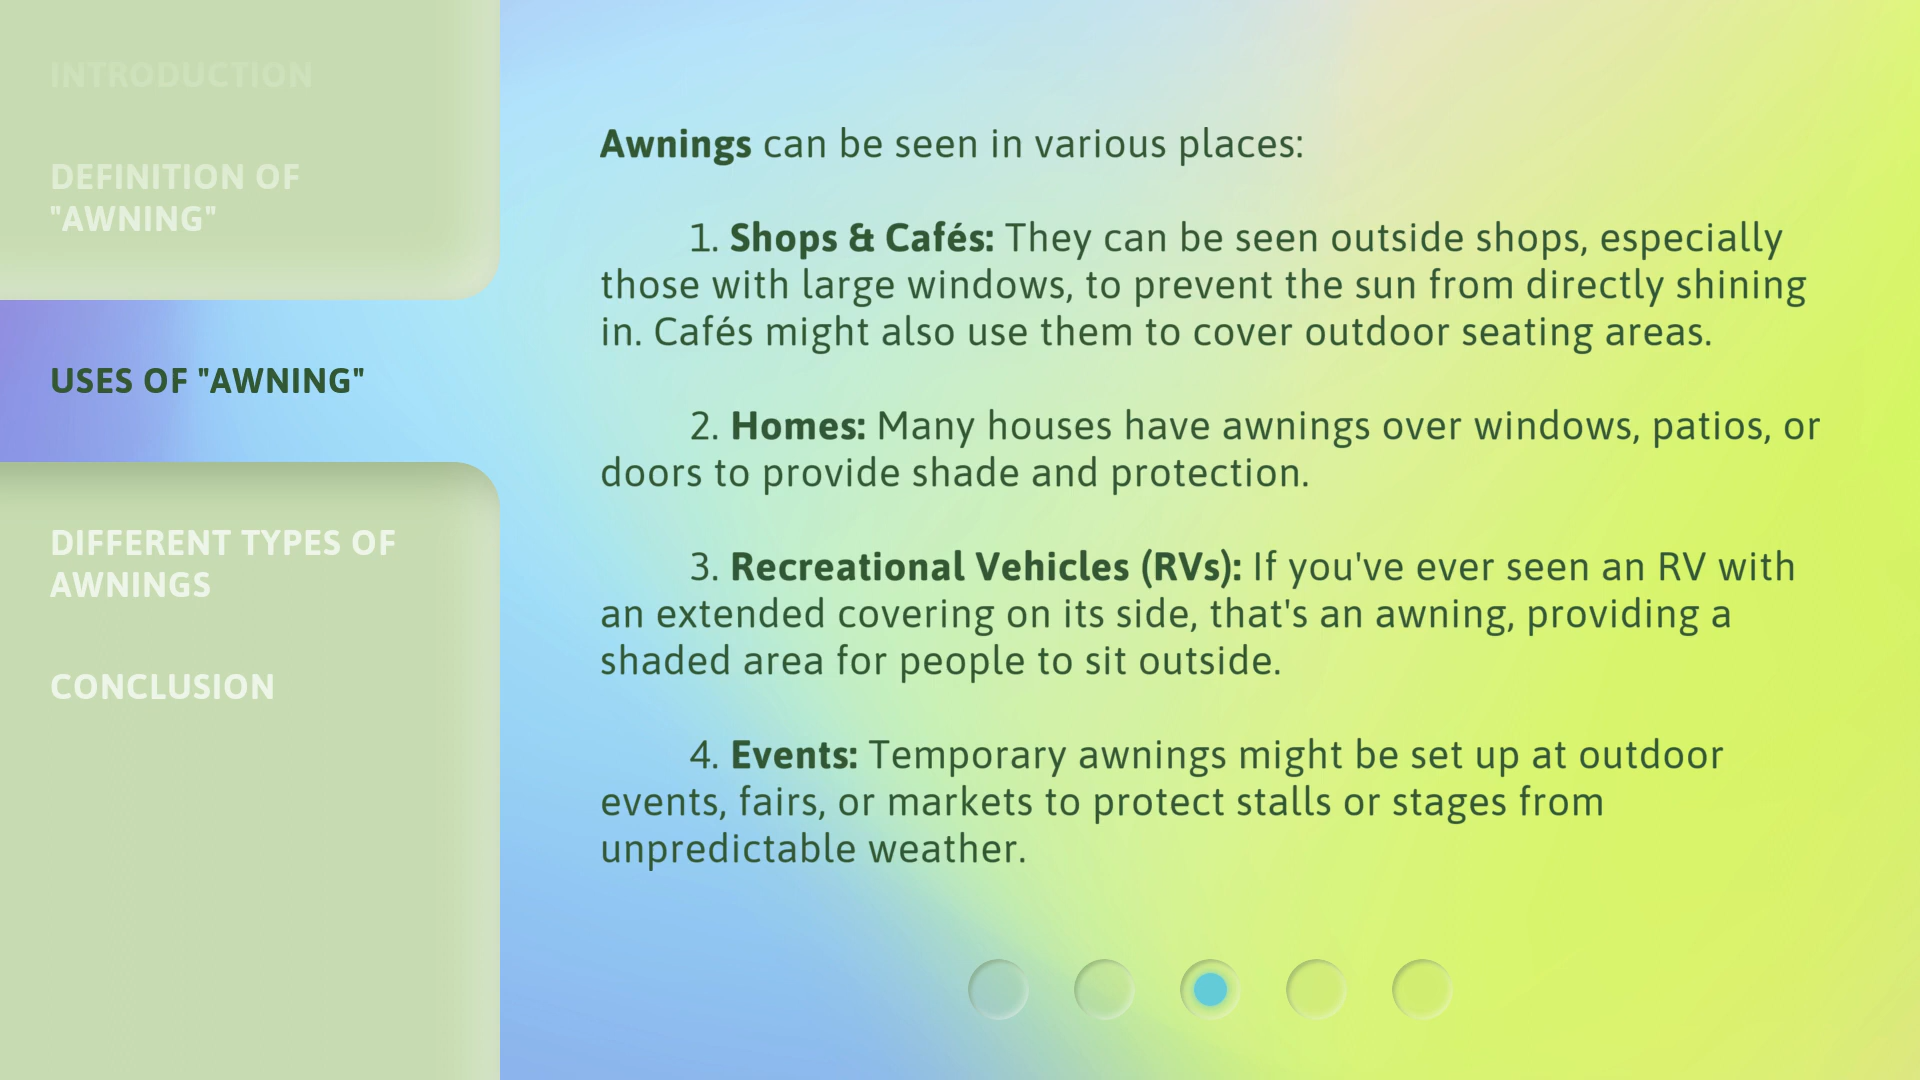 INTRODUCTION
DEFINITION OF
"AWNING"
USES OF "AWNING"
DIFFERENT TYPES OF
AWNINGS
CONCLUSION
Awnings can be seen in various places:
1. Shops & Cafés: They can be seen outside shops, especially
those with large windows, to prevent the sun from directly shining
in. Cafés might also use them to cover outdoor seating areas.
2. Homes: Many houses have awnings over windows, patios, or
doors to provide shade and protection.
3. Recreational Vehicles (RVs): If you've ever seen an RV with
an extended covering on its side, that's an awning, providing a
shaded area for people to sit outside.
4. Events: Temporary awnings might be set up at outdoor
events, fairs, or markets to protect stalls or stages from
unpredictable weather.